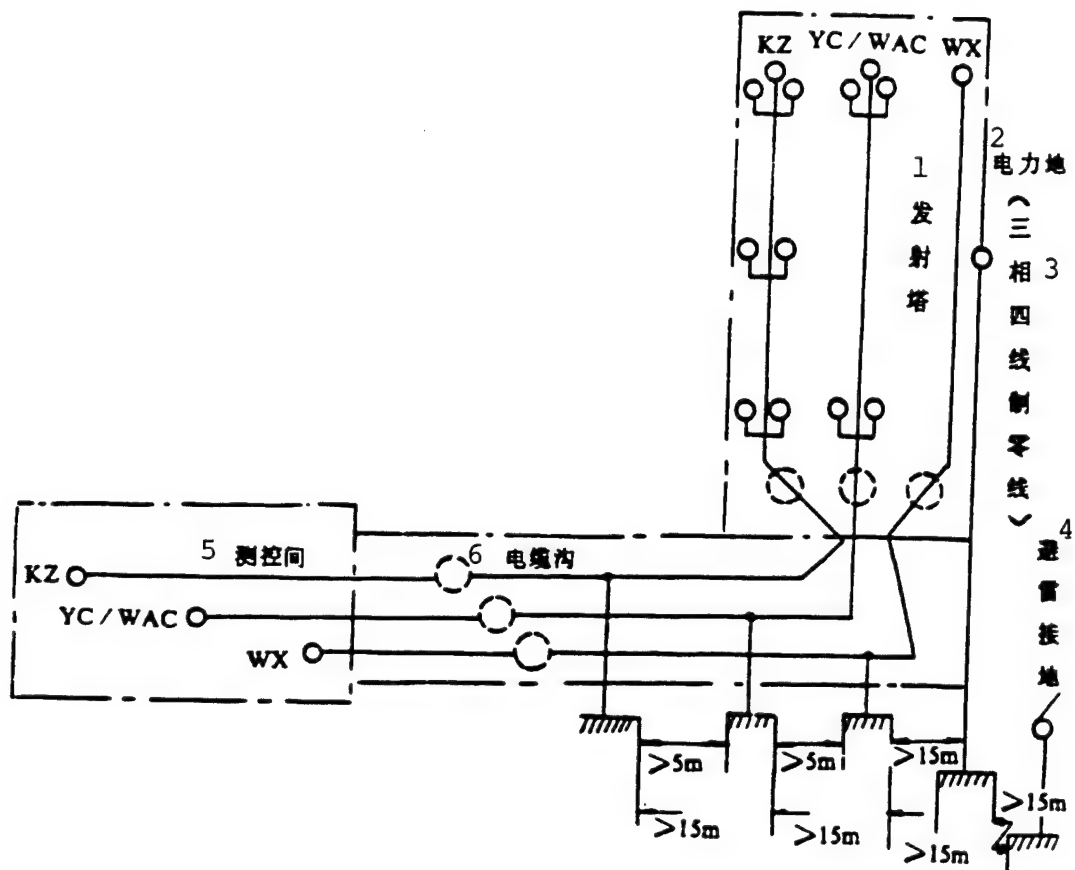 KZ YC/WAC WX
1
发射塔
2
电力地
(三相四线制零线)
3
4
避雷接地
5 测控间
6 电缆沟
KZ
YC/WAC
WX
>5m
>5m
>15m
>15m
>15m
>15m
>15m